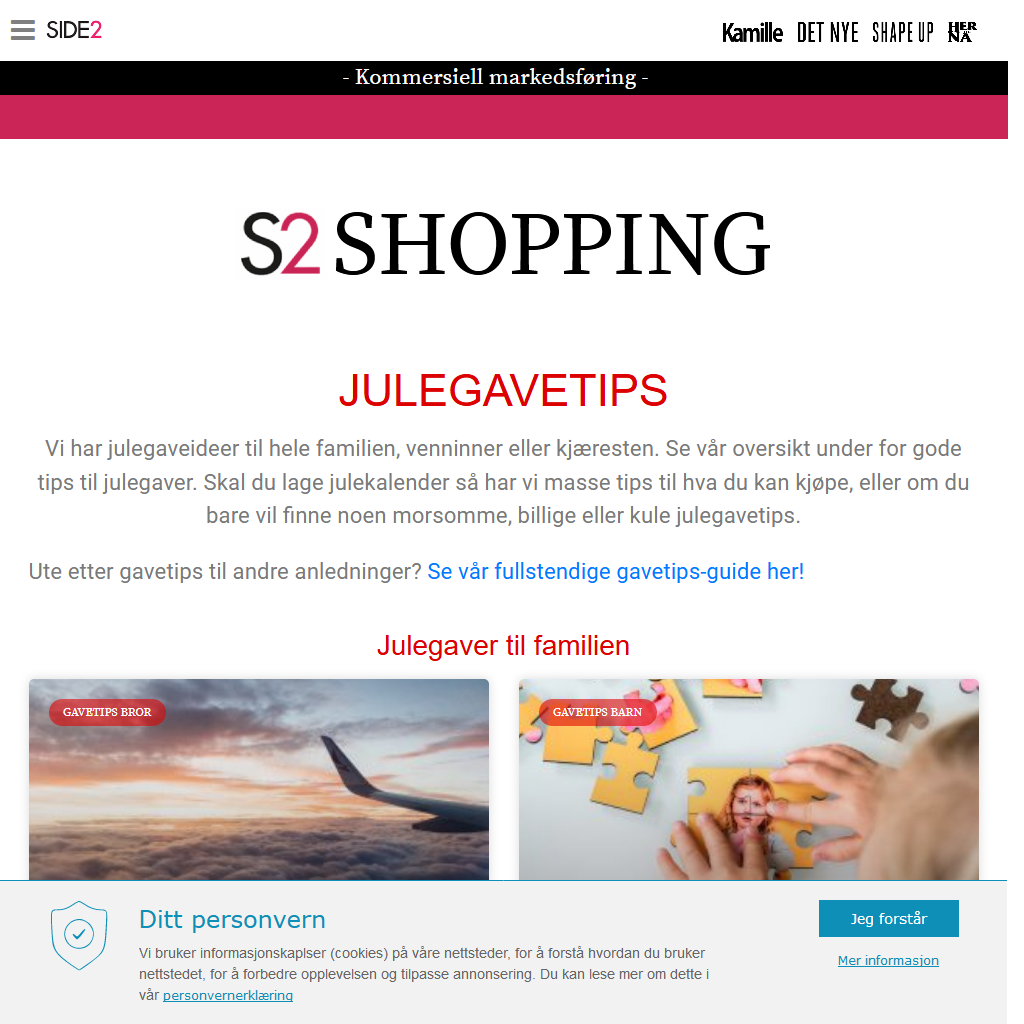 SIDE2
Kamille DET NYE SHAPE UP HER & NÅ
- Kommersiell markedsføring -
S2 SHOPPING
JULEGAVETIPS
Vi har julegaveideer til hele familien, venninner eller kjæresten. Se vår oversikt under for gode
tips til julegaver. Skal du lage julekalender så har vi masse tips til hva du kan kjøpe, eller om du
bare vil finne noen morsomme, billige eller kule julegavetips.
Ute etter gavetips til andre anledninger? Se vår fullstendige gavetips-guide her!
Julegaver til familien
GAVETIPS BROR
GAVETIPS BARN
Ditt personvern
Vi bruker informasjonskaplser (cookies) på våre nettsteder, for å forstå hvordan du bruker
nettstedet, for å forbedre opplevelsen og tilpasse annonsering. Du kan lese mer om dette i
vår personvernerklæring
Jeg forstår
Mer informasjon